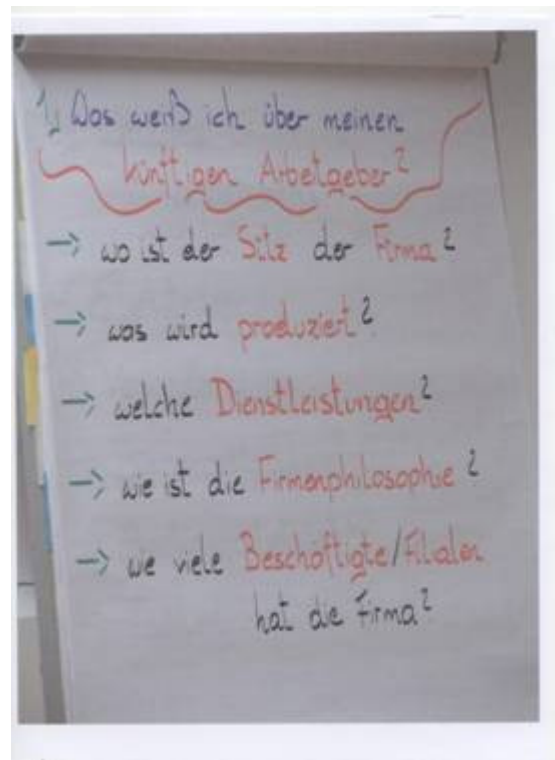 1) Was weiß ich über meinen
künftigen Arbeitgeber?
→ wo ist der Sitz der Firma?
→ was wird produziert?
→ welche Dienstleistungen?
→ wie ist die Firmenphilosophie?
→ wie viele Beschäftigte/Filialen
hat die Firma?